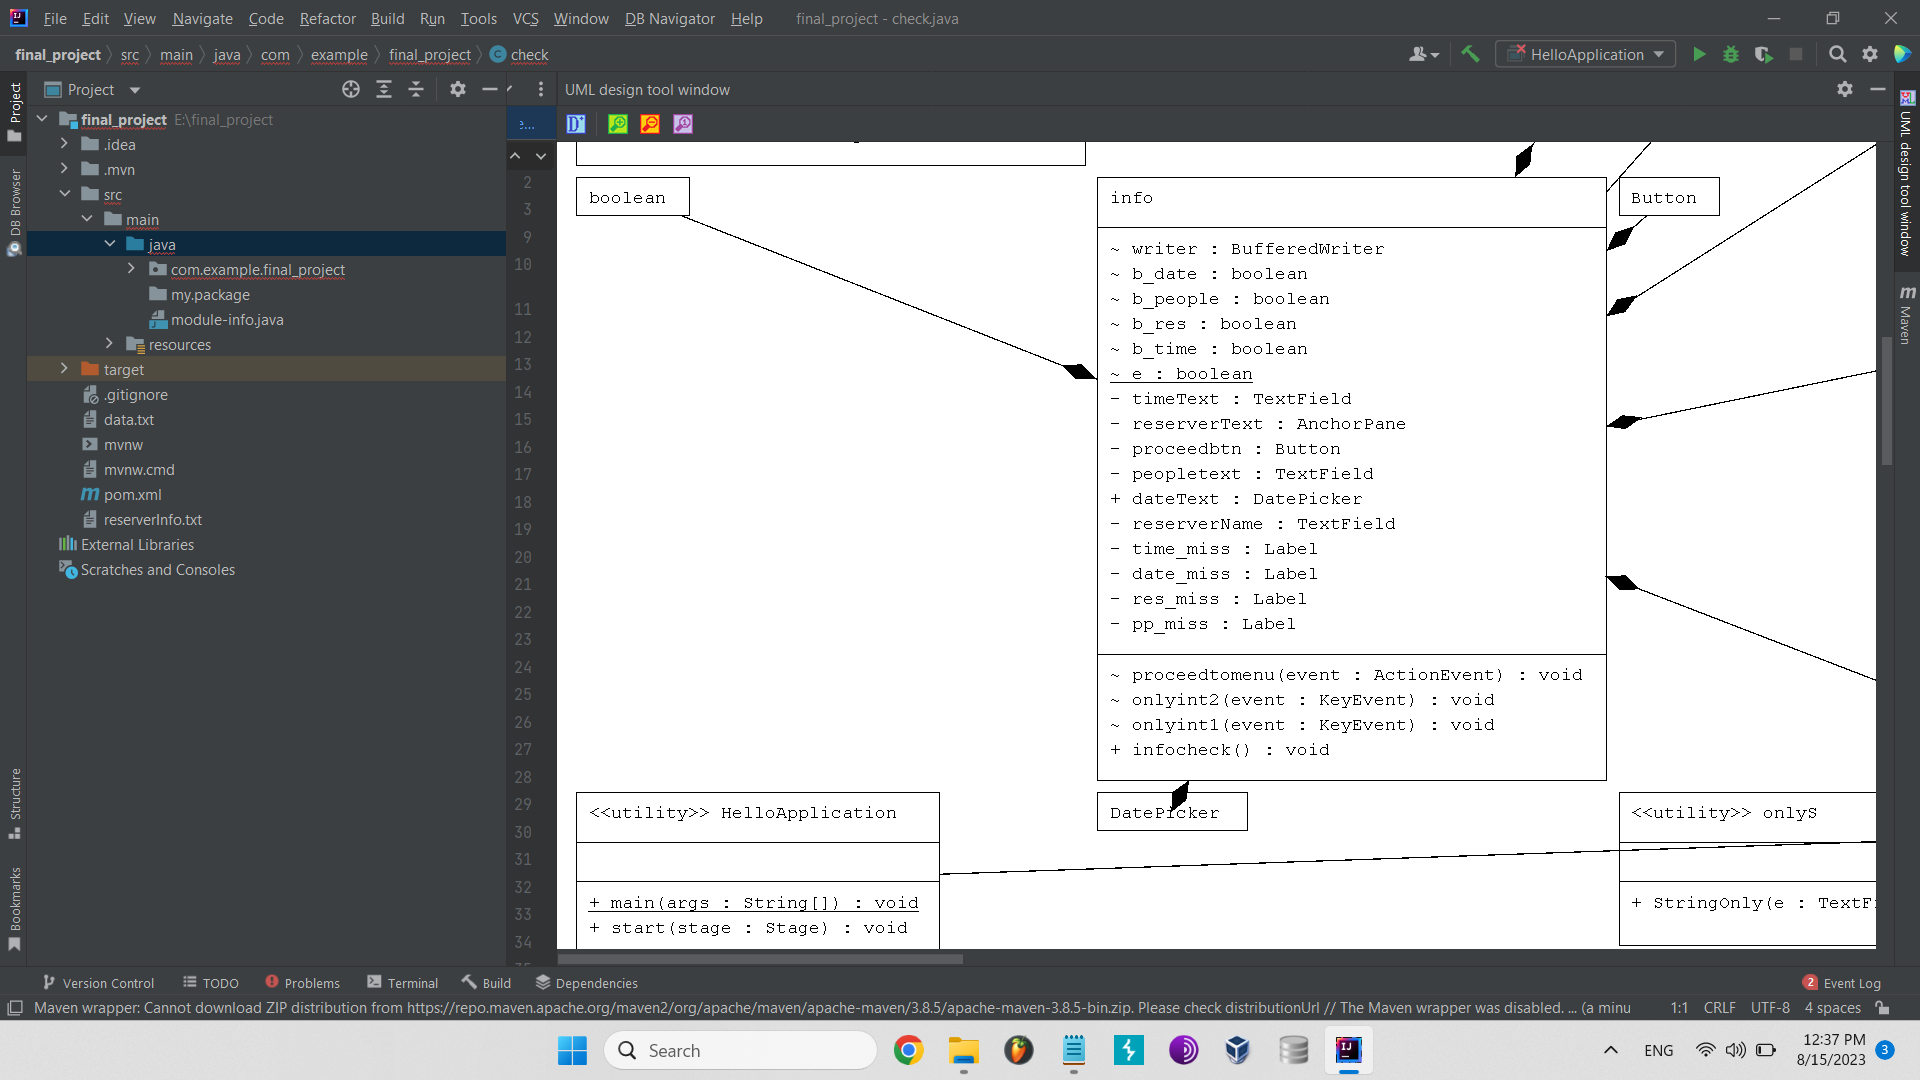 File Edit View Navigate Code Refactor Build Run Tools VCS Window DB Navigator Help final_project - check.java
final_project src main java com example final_project C check
HelloApplication
Project
UML design tool window
final_project E:\final_project
.idea
.mvn
src
main
java
com.example.final_project
my.package
module-info.java
resources
target
.gitignore
data.txt
mvnw
mvnw.cmd
pom.xml
reserverInfo.txt
External Libraries
Scratches and Consoles
Project
DB Browser
Structure
Bookmarks
e...
2
3
9
10
11
12
13
14
15
16
17
18
19
20
21
22
23
24
25
26
27
28
29
30
31
32
33
34
boolean
info
~ writer : BufferedWriter
~ b_date : boolean
~ b_people : boolean
~ b_res : boolean
~ b_time : boolean
~ e : boolean
- timeText : TextField
- reserverText : AnchorPane
- proceedbtn : Button
- peopletext : TextField
+ dateText : DatePicker
- reserverName : TextField
- time_miss : Label
- date_miss : Label
- res_miss : Label
- pp_miss : Label
~ proceedtomenu(event : ActionEvent) : void
~ onlyint2(event : KeyEvent) : void
~ onlyint1(event : KeyEvent) : void
+ infocheck() : void
Button
DatePicker
<<utility>> HelloApplication
+ main(args : String[]) : void
+ start(stage : Stage) : void
<<utility>> onlyS
+ StringOnly(e : TextFi
UML design tool window
m Maven
Version Control TODO Problems Terminal Build Dependencies 2 Event Log
Maven wrapper: Cannot download ZIP distribution from https://repo.maven.apache.org/maven2/org/apache/maven/apache-maven/3.8.5/apache-maven-3.8.5-bin.zip. Please check distributionUrl // The Maven wrapper was disabled. ... (a minu 1:1 CRLF UTF-8 4 spaces
Search
ENG
12:37 PM
8/15/2023
3